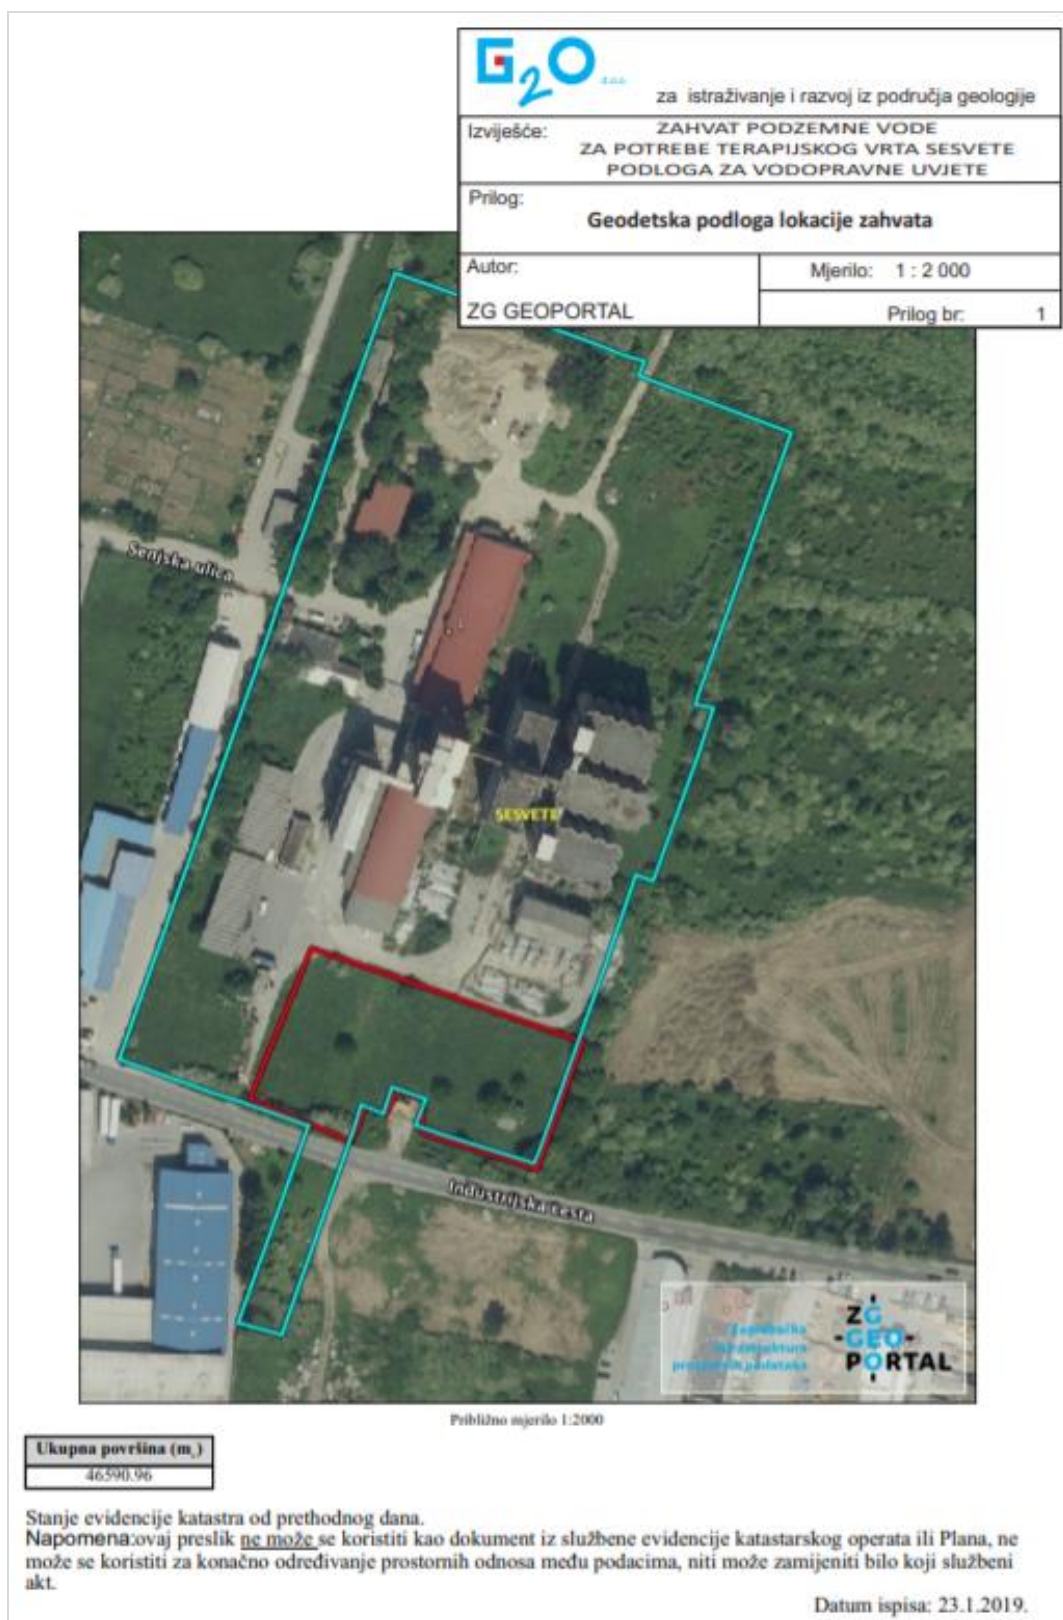 G2O d.o.o.
za istraživanje i razvoj iz područja geologije
Izviješće:
ZAHVAT PODZEMNE VODE
ZA POTREBE TERAPIJSKOG VRTA SESVETE
PODLOGA ZA VODOPRAVNE UVJETE
Prilog:
Geodetska podloga lokacije zahvata
Autor:
ZG GEOPORTAL
Mjerilo: 1 : 2 000
Prilog br: 1
Senjska ulica
SESVETE
Industrijska cesta
Zagrebačka
infrastruktura
prostornih podataka
ZG
GEO-
PORTAL
Približno mjerilo 1:2000
Ukupna površina (m²)
46590.96
Stanje evidencije katastra od prethodnog dana.
Napomena:ovaj preslik ne može se koristiti kao dokument iz službene evidencije katastarskog operata ili Plana, ne
može se koristiti za konačno određivanje prostornih odnosa među podacima, niti može zamijeniti bilo koji službeni
akt.
Datum ispisa: 23.1.2019.